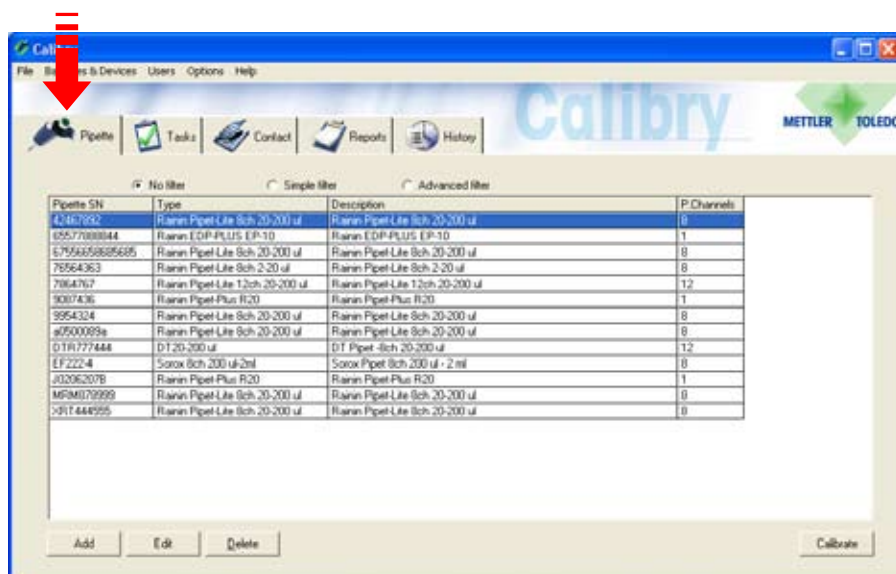 Calibry
File Balances & Devices Users Options Help
Calibry
METTLER TOLEDO
Pipette Tasks Contact Reports History
No filter Simple filter Advanced filter
Pipette SN Type Description P.Channels
42467892 Rainin Pipet-Lite 8ch 20-200 ul Rainin Pipet-Lite 8ch 20-200 ul 8
Rainin EDP-PLUS EP-10 Rainin EDP-PLUS EP-10 1
67556658685685 Rainin Pipet-Lite 8ch 20-200 ul Rainin Pipet-Lite 8ch 20-200 ul 8
76564363 Rainin Pipet-Lite 8ch 2-20 ul Rainin Pipet-Lite 8ch 2-20 ul 8
7864767 Rainin Pipet-Lite 12ch 20-200 ul Rainin Pipet-Lite 12ch 20-200 ul 12
9087436 Rainin Pipet-Plus R20 Rainin Pipet-Plus R20 1
9954324 Rainin Pipet-Lite 8ch 20-200 ul Rainin Pipet-Lite 8ch 20-200 ul 8
a0500089a Rainin Pipet-Lite 8ch 20-200 ul Rainin Pipet-Lite 8ch 20-200 ul 8
DTR777444 DT20-200 ul DT Pipet -8ch 20-200 ul 12
EF222-4 Sorox 8ch 200 ul-2ml Sorox Pipet 8ch 200 ul - 2 ml 8
J0206207B Rainin Pipet-Plus R20 Rainin Pipet-Plus R20 1
Rainin Pipet-Lite 8ch 20-200 ul Rainin Pipet-Lite 8ch 20-200 ul 8
XRT444555 Rainin Pipet-Lite 8ch 20-200 ul Rainin Pipet-Lite 8ch 20-200 ul 8
Add Edit Delete Calibrate